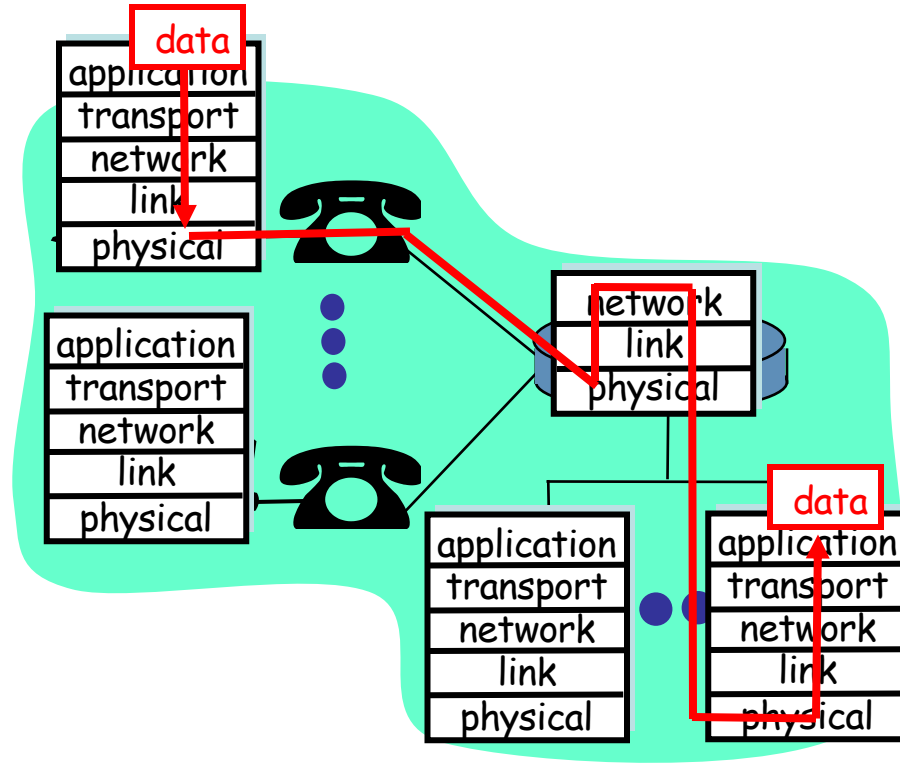 data
application
transport
network
link
physical
application
transport
network
link
physical
network
link
physical
application
transport
network
link
physical
data
application
transport
network
link
physical